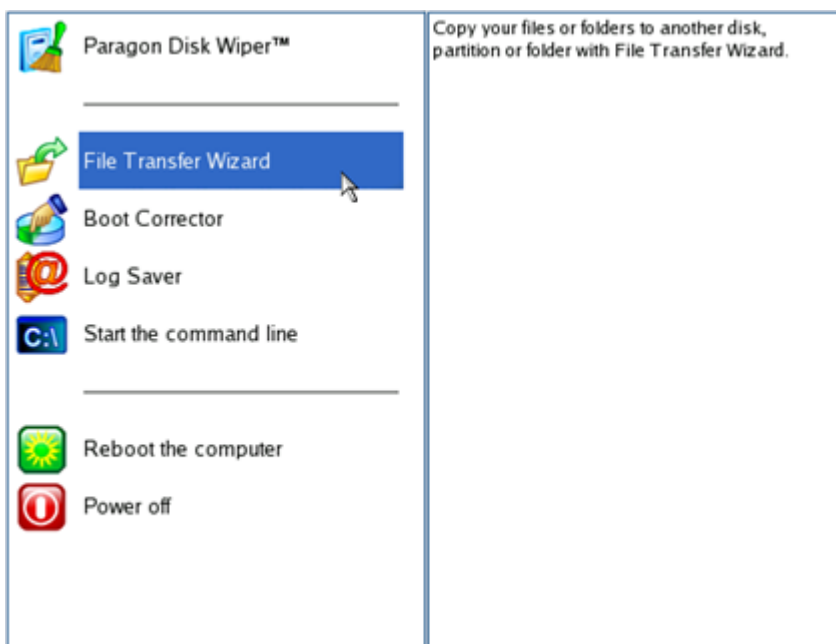 Paragon Disk Wiper™
File Transfer Wizard
Boot Corrector
Log Saver
C:\
Start the command line
Reboot the computer
Power off
Copy your files or folders to another disk,
partition or folder with File Transfer Wizard.